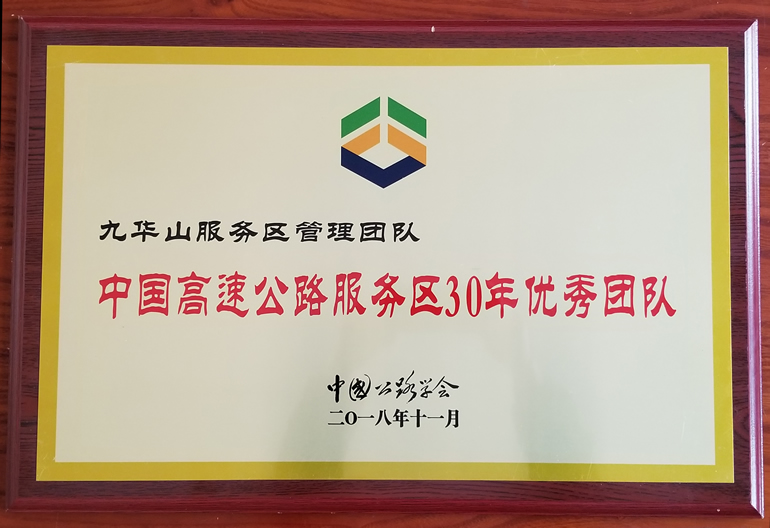 九华山服务区管理团队
中国高速公路服务区30年优秀团队
中國公路学会
二O一八年十一月